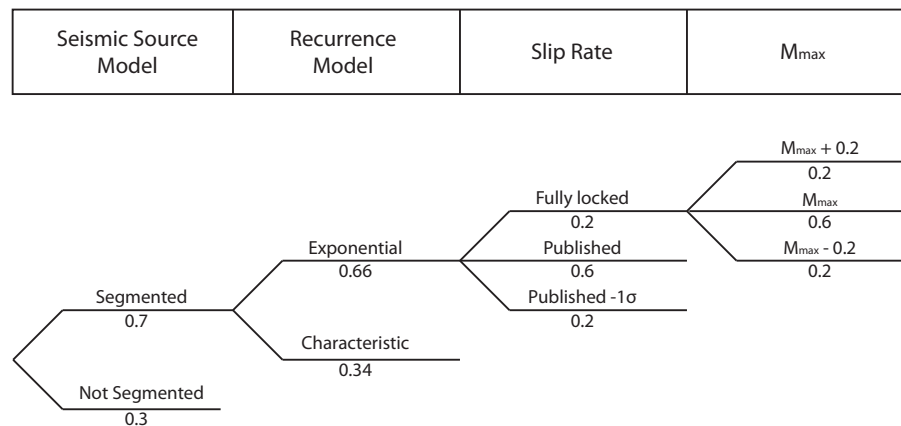 Seismic Source
Model
Recurrence
Model
Slip Rate
Mmax
Mmax + 0.2
0.2
Fully locked
0.2
Mmax
0.6
Exponential
0.66
Published
0.6
Mmax - 0.2
0.2
Segmented
0.7
Published -1σ
0.2
Characteristic
0.34
Not Segmented
0.3